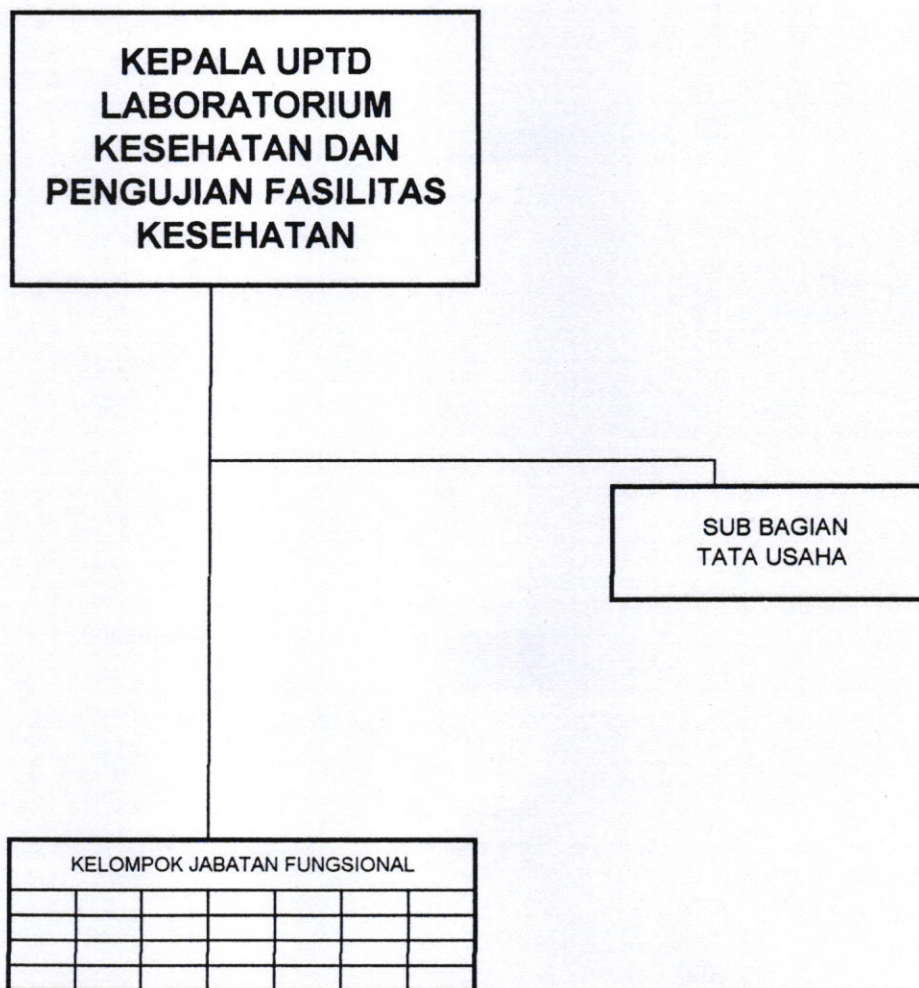 KEPALA UPTD
LABORATORIUM
KESEHATAN DAN
PENGUJIAN FASILITAS
KESEHATAN
SUB BAGIAN
TATA USAHA
KELOMPOK JABATAN FUNGSIONAL